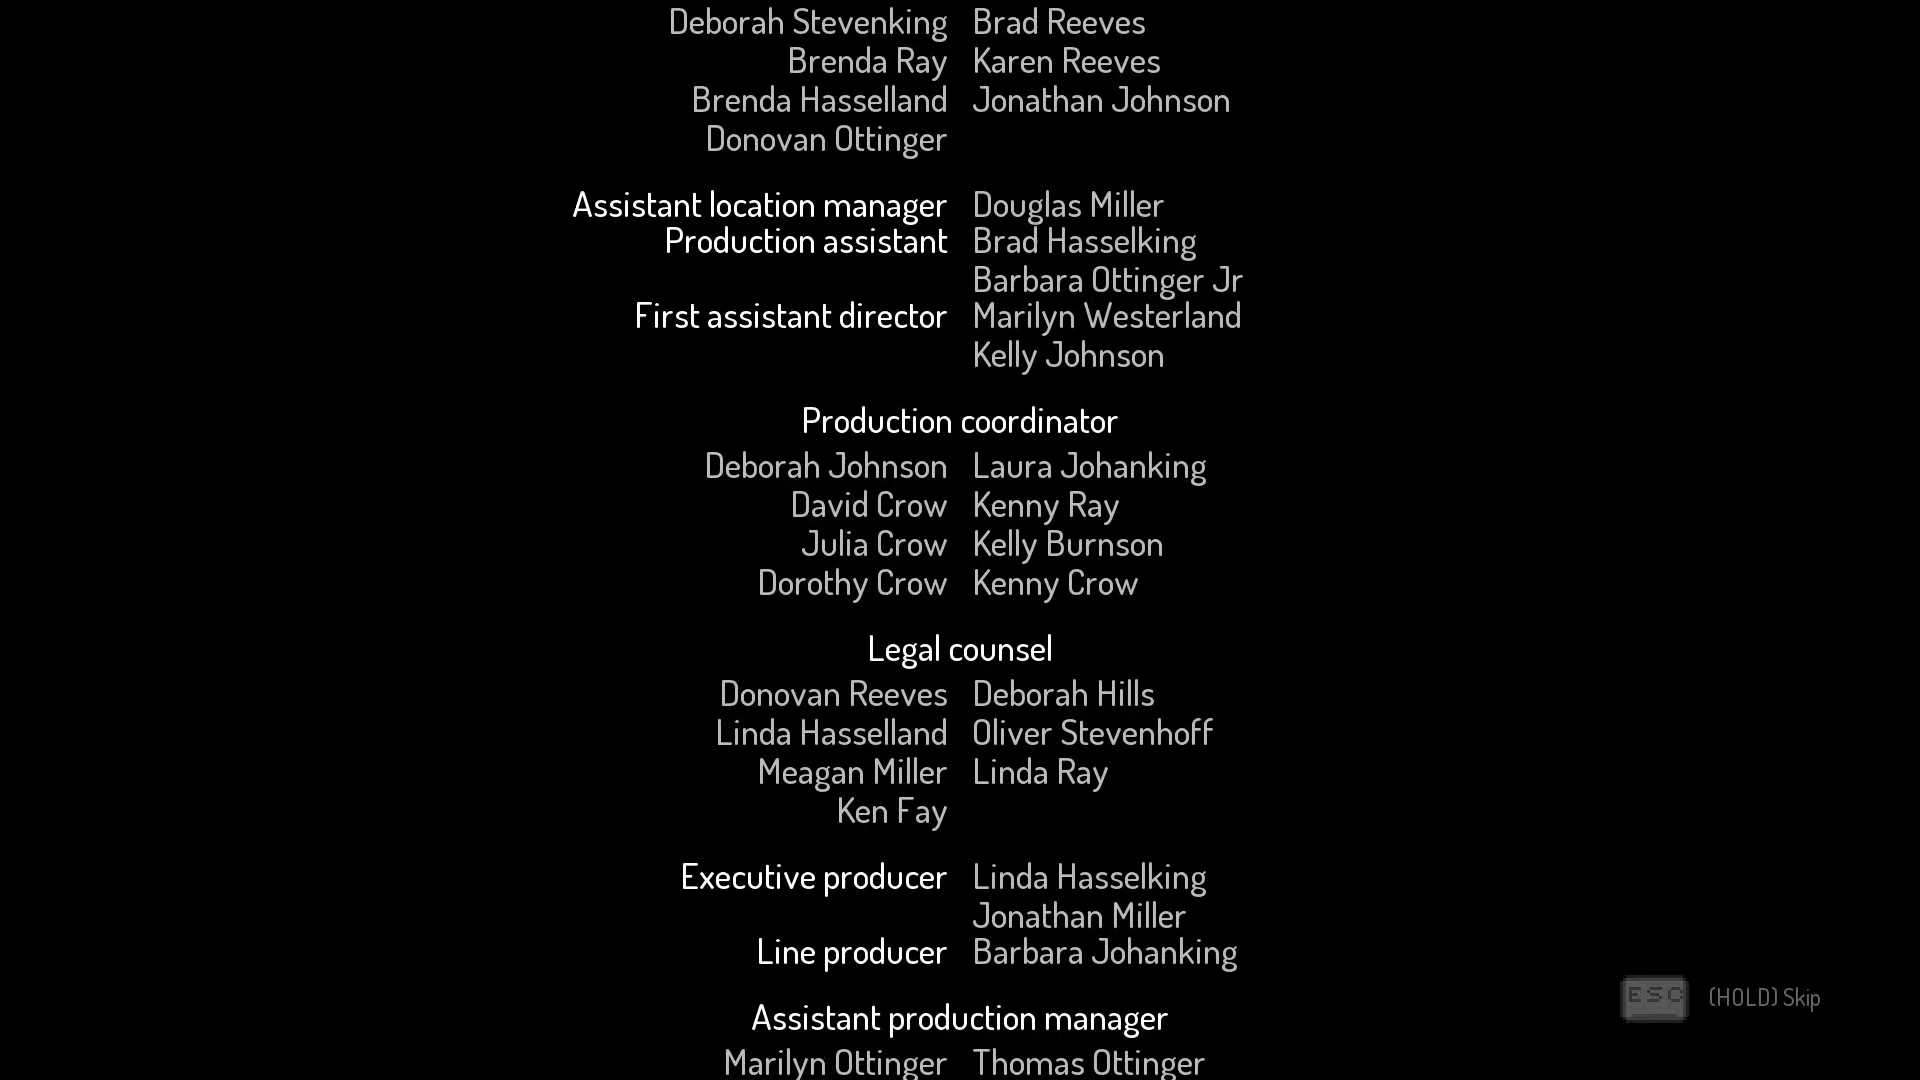 Deborah Stevenking Brad Reeves
Brenda Ray Karen Reeves
Brenda Hasselland Jonathan Johnson
Donovan Ottinger
Assistant location manager Douglas Miller
Production assistant Brad Hasselking
Barbara Ottinger Jr
First assistant director Marilyn Westerland
Kelly Johnson
Production coordinator
Deborah Johnson Laura Johanking
David Crow Kenny Ray
Julia Crow Kelly Burnson
Dorothy Crow Kenny Crow
Legal counsel
Donovan Reeves Deborah Hills
Linda Hasselland Oliver Stevenhoff
Meagan Miller Linda Ray
Ken Fay
Executive producer Linda Hasselking
Jonathan Miller
Line producer Barbara Johanking
ESC (HOLD) Skip
Assistant production manager
Marilyn Ottinger Thomas Ottinger